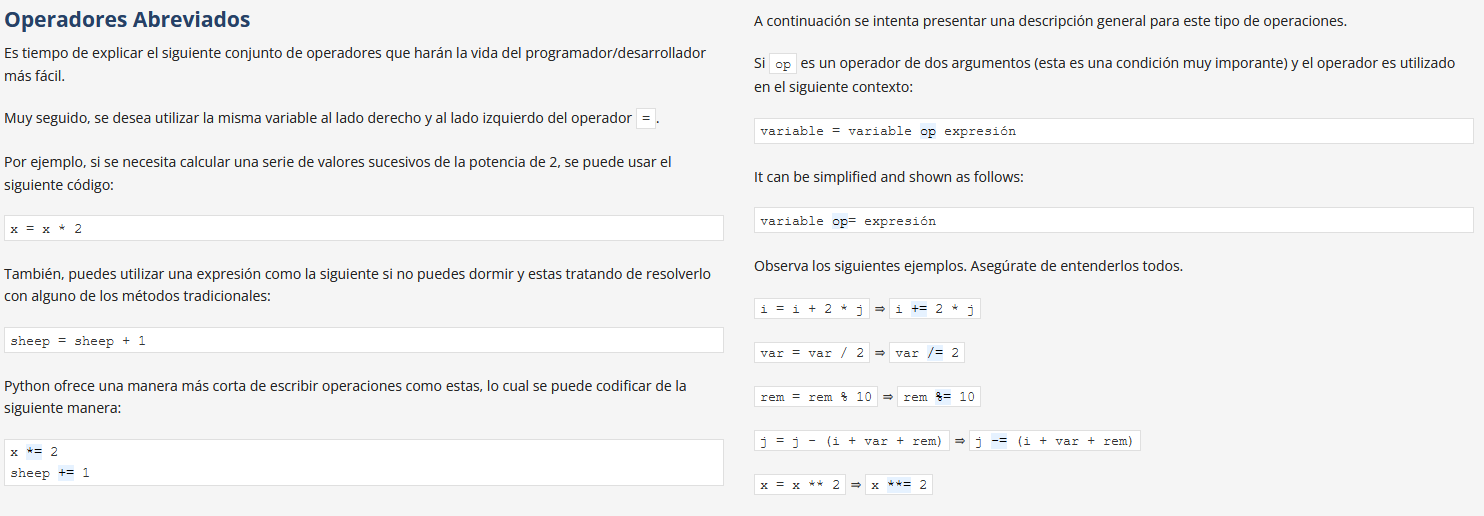 Operadores Abreviados
Es tiempo de explicar el siguiente conjunto de operadores que harán la vida del programador/desarrollador
más fácil.
Muy seguido, se desea utilizar la misma variable al lado derecho y al lado izquierdo del operador = .
Por ejemplo, si se necesita calcular una serie de valores sucesivos de la potencia de 2, se puede usar el
siguiente código:
x = x * 2
También, puedes utilizar una expresión como la siguiente si no puedes dormir y estas tratando de resolverlo
con alguno de los métodos tradicionales:
sheep = sheep + 1
Python ofrece una manera más corta de escribir operaciones como estas, lo cual se puede codificar de la
siguiente manera:
x *= 2
sheep += 1
A continuación se intenta presentar una descripción general para este tipo de operaciones.
Si op es un operador de dos argumentos (esta es una condición muy imporante) y el operador es utilizado
en el siguiente contexto:
variable = variable op expresión
It can be simplified and shown as follows:
variable op= expresión
Observa los siguientes ejemplos. Asegúrate de entenderlos todos.
i = i + 2 * j ⇒ i += 2 * j
var = var / 2 ⇒ var /= 2
rem = rem % 10 ⇒ rem %= 10
j = j - (i + var + rem) ⇒ j -= (i + var + rem)
x = x ** 2 ⇒ x **= 2